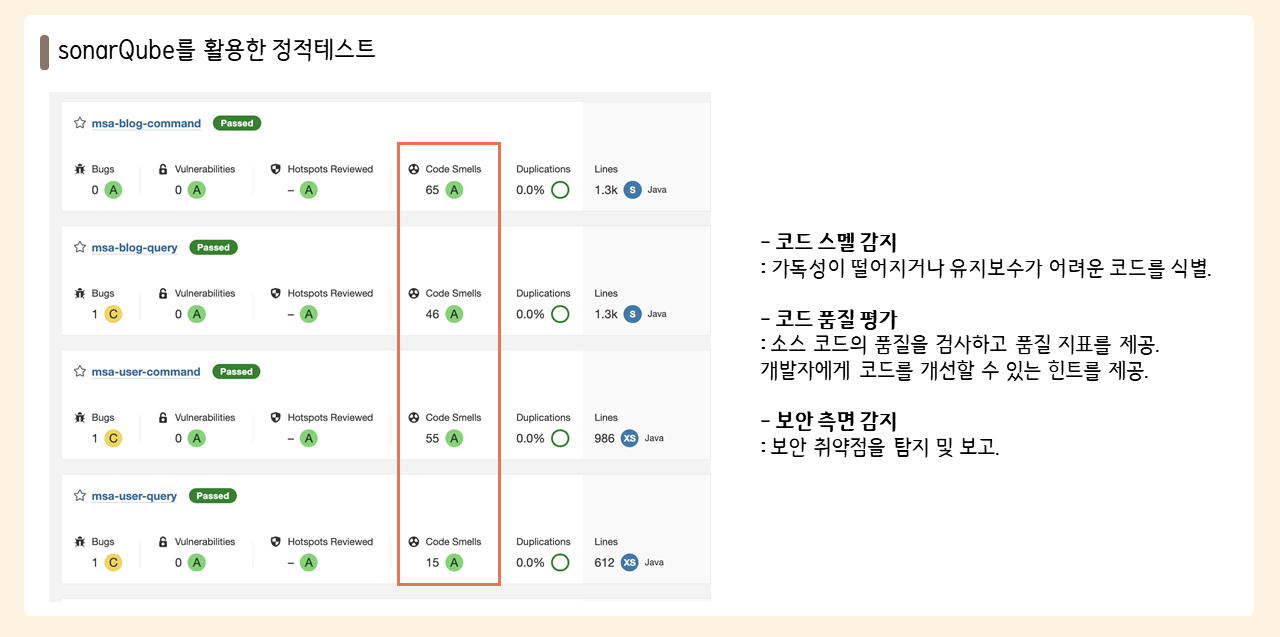 sonarQube를 활용한 정적테스트
msa-blog-command Passed
Bugs Vulnerabilities Hotspots Reviewed Code Smells Duplications Lines
0 A 0 A – A 65 A 0.0% 1.3k S Java
msa-blog-query Passed
Bugs Vulnerabilities Hotspots Reviewed Code Smells Duplications Lines
1 C 0 A – A 46 A 0.0% 1.3k S Java
msa-user-command Passed
Bugs Vulnerabilities Hotspots Reviewed Code Smells Duplications Lines
1 C 0 A – A 55 A 0.0% 986 XS Java
msa-user-query Passed
Bugs Vulnerabilities Hotspots Reviewed Code Smells Duplications Lines
1 C 0 A – A 15 A 0.0% 612 XS Java
- 코드 스멜 감지
: 가독성이 떨어지거나 유지보수가 어려운 코드를 식별.
- 코드 품질 평가
: 소스 코드의 품질을 검사하고 품질 지표를 제공.
개발자에게 코드를 개선할 수 있는 힌트를 제공.
- 보안 측면 감지
: 보안 취약점을 탐지 및 보고.